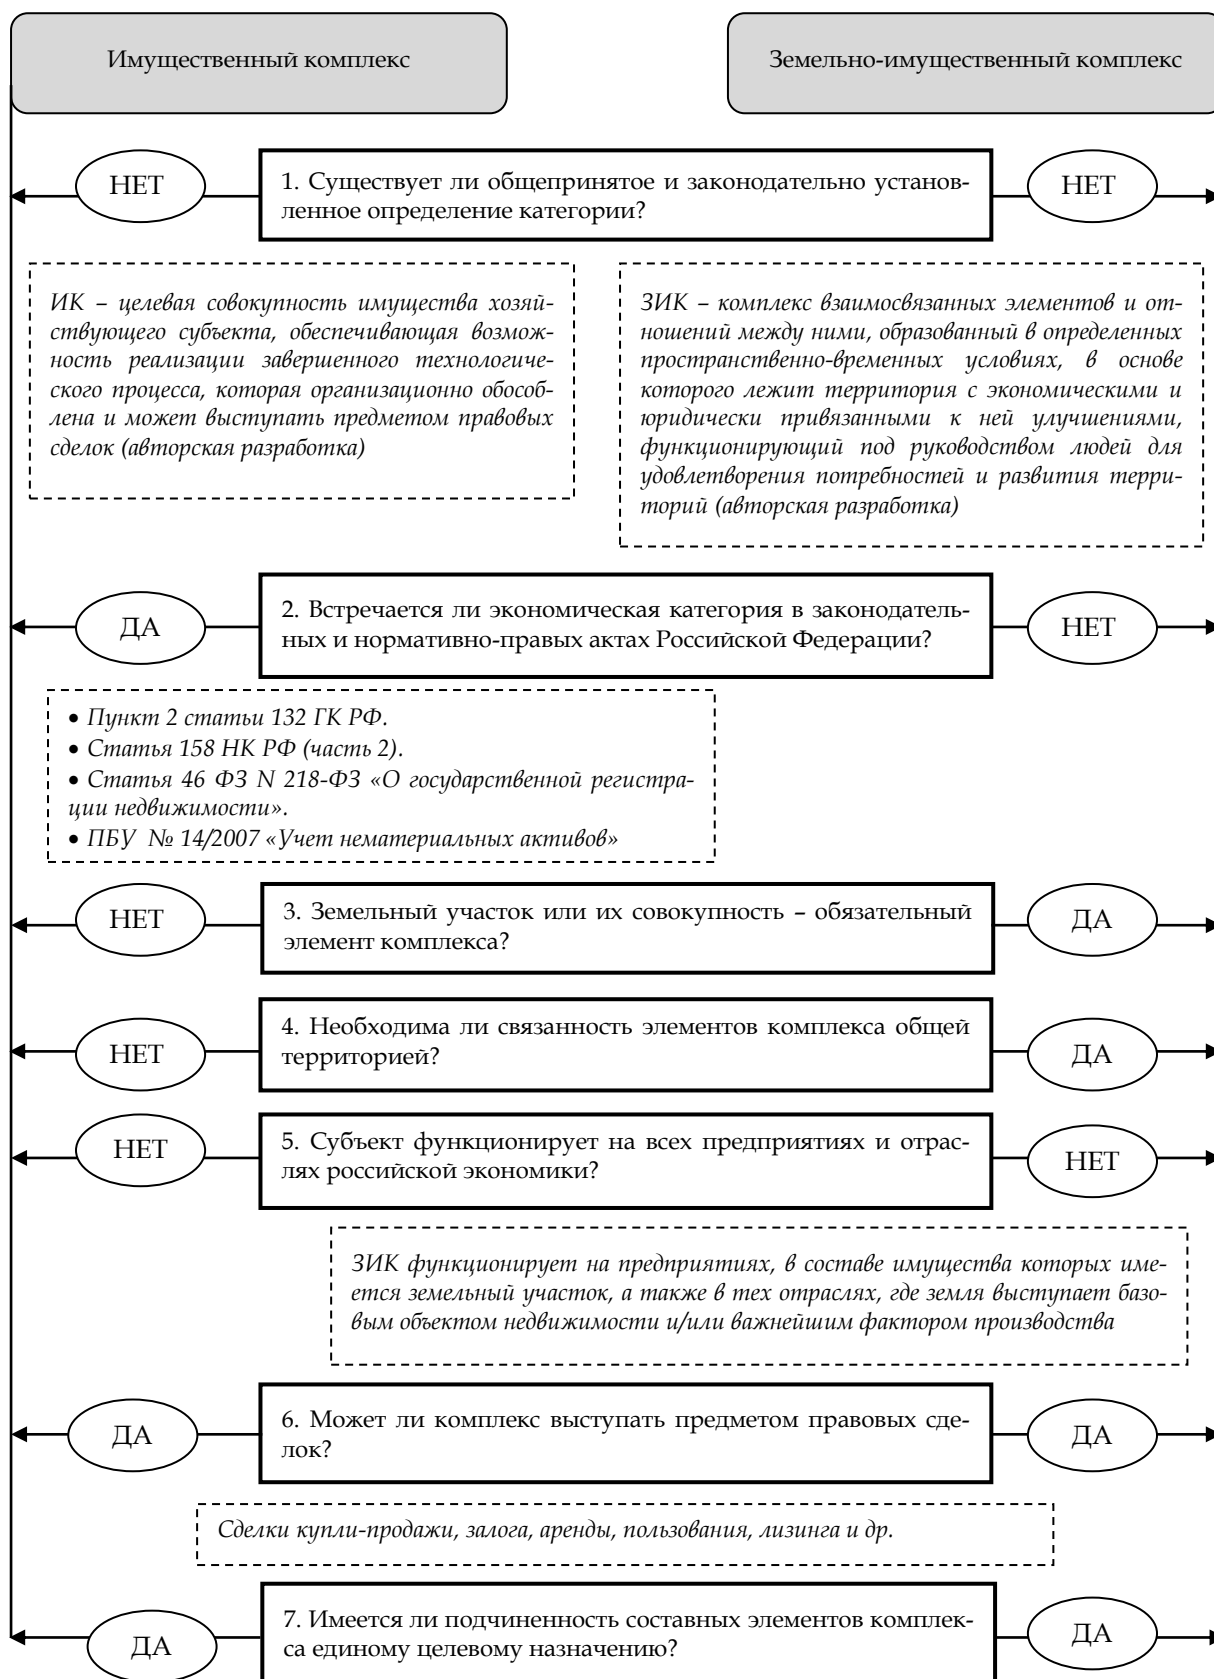 Имущественный комплекс
Земельно-имущественный комплекс
НЕТ
1. Существует ли общепринятое и законодательно установ-
ленное определение категории?
НЕТ
ИК – целевая совокупность имущества хозяй-
ствующего субъекта, обеспечивающая возмож-
ность реализации завершенного технологиче-
ского процесса, которая организационно обособ-
лена и может выступать предметом правовых
сделок (авторская разработка)
ЗИК – комплекс взаимосвязанных элементов и от-
ношений между ними, образованный в определенных
пространственно-временных условиях, в основе
которого лежит территория с экономическими и
юридически привязанными к ней улучшениями,
функционирующий под руководством людей для
удовлетворения потребностей и развития терри-
торий (авторская разработка)
ДА
2. Встречается ли экономическая категория в законодатель-
ных и нормативно-правых актах Российской Федерации?
НЕТ
• Пункт 2 статьи 132 ГК РФ.
• Статья 158 НК РФ (часть 2).
• Статья 46 ФЗ N 218-ФЗ «О государственной регистра-
ции недвижимости».
• ПБУ № 14/2007 «Учет нематериальных активов»
НЕТ
3. Земельный участок или их совокупность – обязательный
элемент комплекса?
ДА
НЕТ
4. Необходима ли связанность элементов комплекса общей
территорией?
ДА
НЕТ
5. Субъект функционирует на всех предприятиях и отрас-
лях российской экономики?
НЕТ
ЗИК функционирует на предприятиях, в составе имущества которых име-
ется земельный участок, а также в тех отраслях, где земля выступает базо-
вым объектом недвижимости и/или важнейшим фактором производства
ДА
6. Может ли комплекс выступать предметом правовых сде-
лок?
ДА
Сделки купли-продажи, залога, аренды, пользования, лизинга и др.
ДА
7. Имеется ли подчиненность составных элементов комплек-
са единому целевому назначению?
ДА